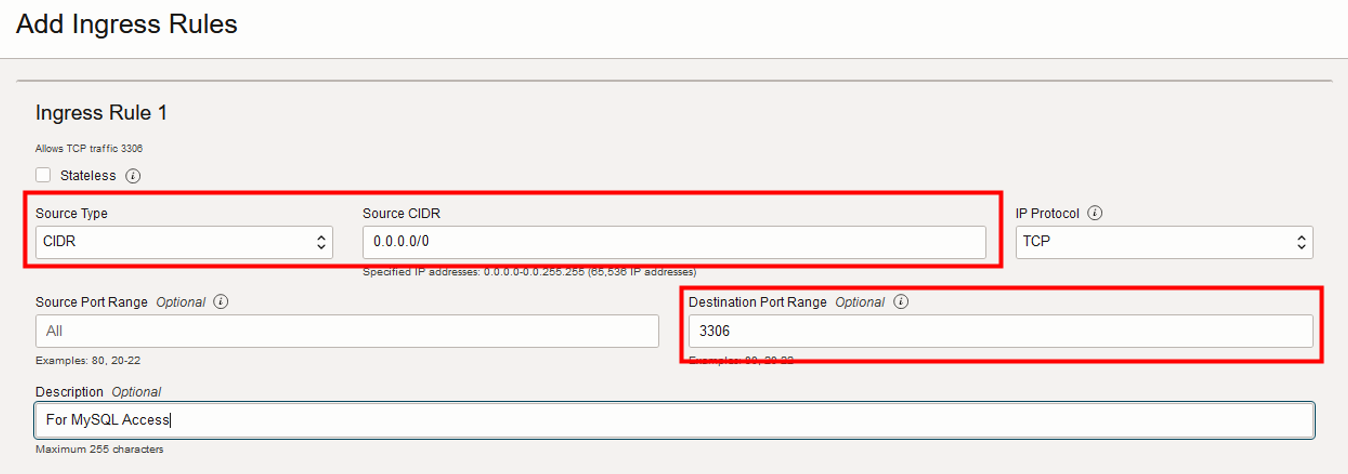 Add Ingress Rules
Ingress Rule 1
Allows TCP traffic 3306
Stateless
Source Type
Source CIDR
IP Protocol
CIDR
0.0.0.0/0
TCP
Specified IP addresses: 0.0.0.0-0.0.255.255 (65,536 IP addresses)
Source Port Range Optional
Destination Port Range Optional
All
3306
Examples: 80, 20-22
Examples: 80, 20-22
Description Optional
For MySQL Access
Maximum 255 characters